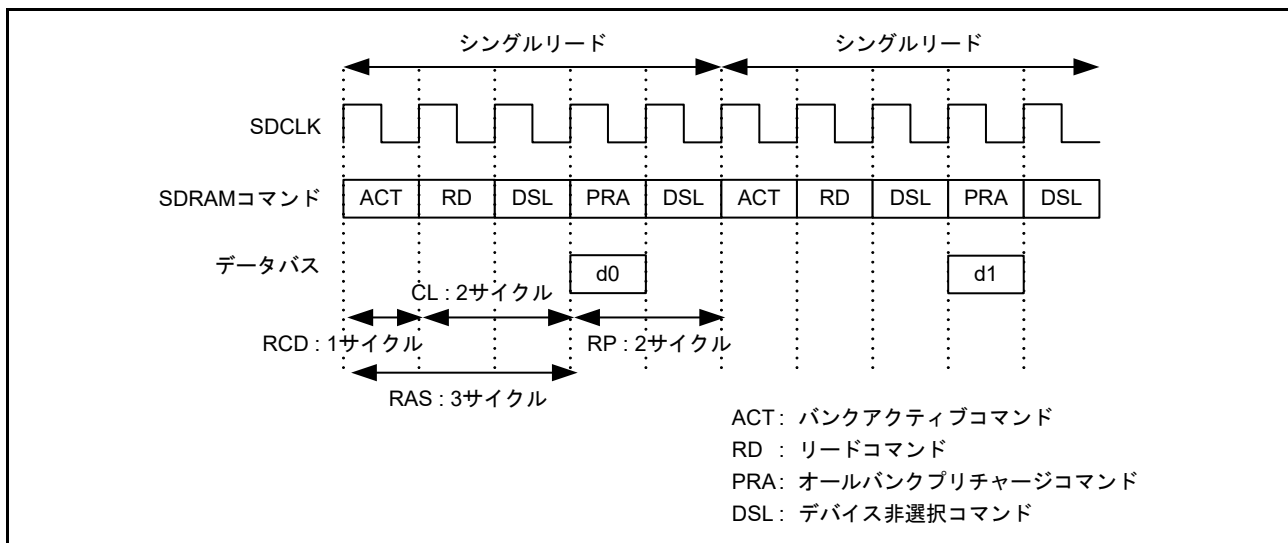 シングルリード シングルリード
SDCLK
SDRAMコマンド ACT RD DSL PRA DSL ACT RD DSL PRA DSL
データバス d0 d1
CL : 2サイクル
RCD : 1サイクル RP : 2サイクル
RAS : 3サイクル
ACT : バンクアクティブコマンド
RD : リードコマンド
PRA : オールバンクプリチャージコマンド
DSL : デバイス非選択コマンド